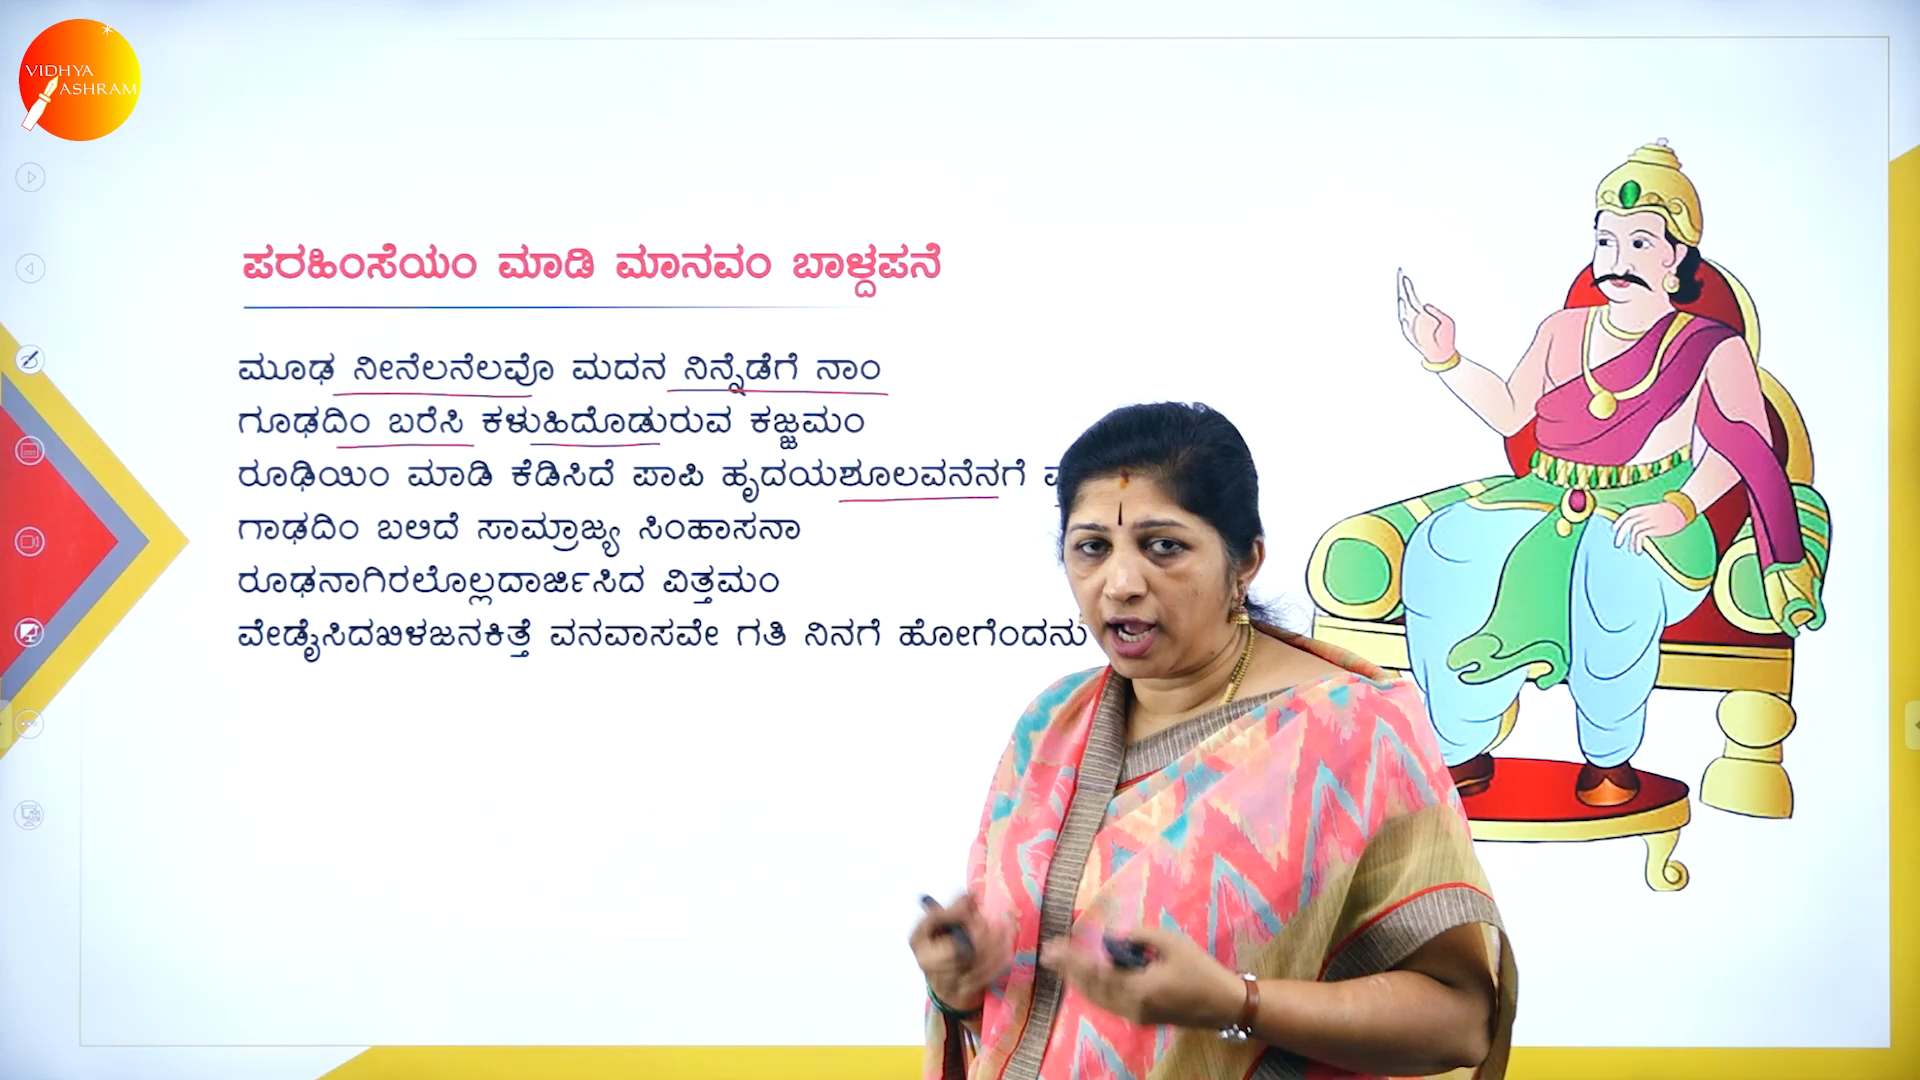 VIDHYA
ASHRAM
ಪರಹಿಂಸೆಯಂ ಮಾಡಿ ಮಾನವಂ ಬಾಳ್ದಪನೆ
ಮೂಢ ನೀನೆಲನೆಲವೊ ಮದನ ನಿನ್ನೆಡೆಗೆ ನಾಂ
ಗೂಢದಿಂ ಬರೆಸಿ ಕಳುಹಿದೊಡುರುವ ಕಜ್ಜಮಂ
ರೂಢಿಯಿಂ ಮಾಡಿ ಕೆಡಿಸಿದೆ ಪಾಪಿ ಹೃದಯಶೂಲವನೆನಗೆ
ಗಾಢದಿಂ ಬಲಿದೆ ಸಾಮ್ರಾಜ್ಯ ಸಿಂಹಾಸನಾ
ರೂಢನಾಗಿರಲೊಲ್ಲದಾರ್ಜಿಸಿದ ವಿತ್ತಮಂ
ವೇಡೈಸಿದಖಿಳಜನಕಿತ್ತೆ ವನವಾಸವೇ ಗತಿ ನಿನಗೆ ಹೋಗೆಂದನು